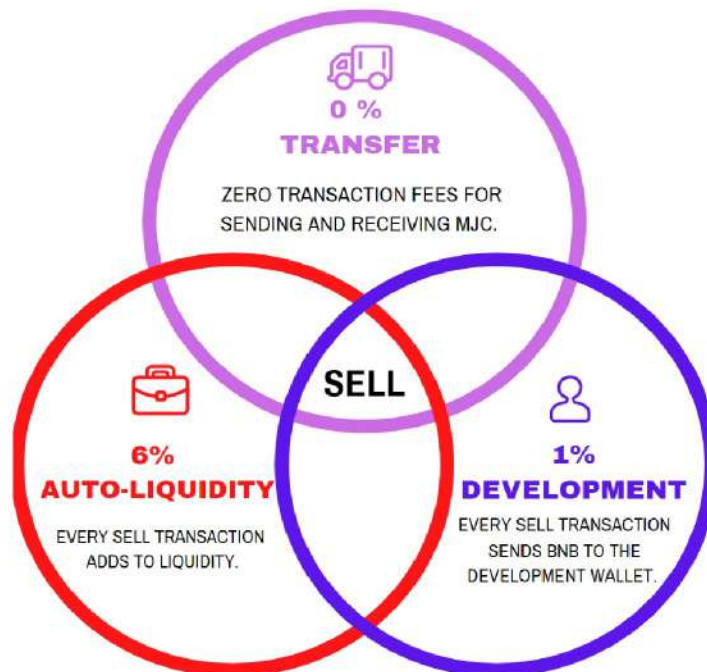 0 %
TRANSFER
ZERO TRANSACTION FEES FOR
SENDING AND RECEIVING MJC.
SELL
6%
AUTO-LIQUIDITY
EVERY SELL TRANSACTION
ADDS TO LIQUIDITY.
1%
DEVELOPMENT
EVERY SELL TRANSACTION
SENDS BNB TO THE
DEVELOPMENT WALLET.